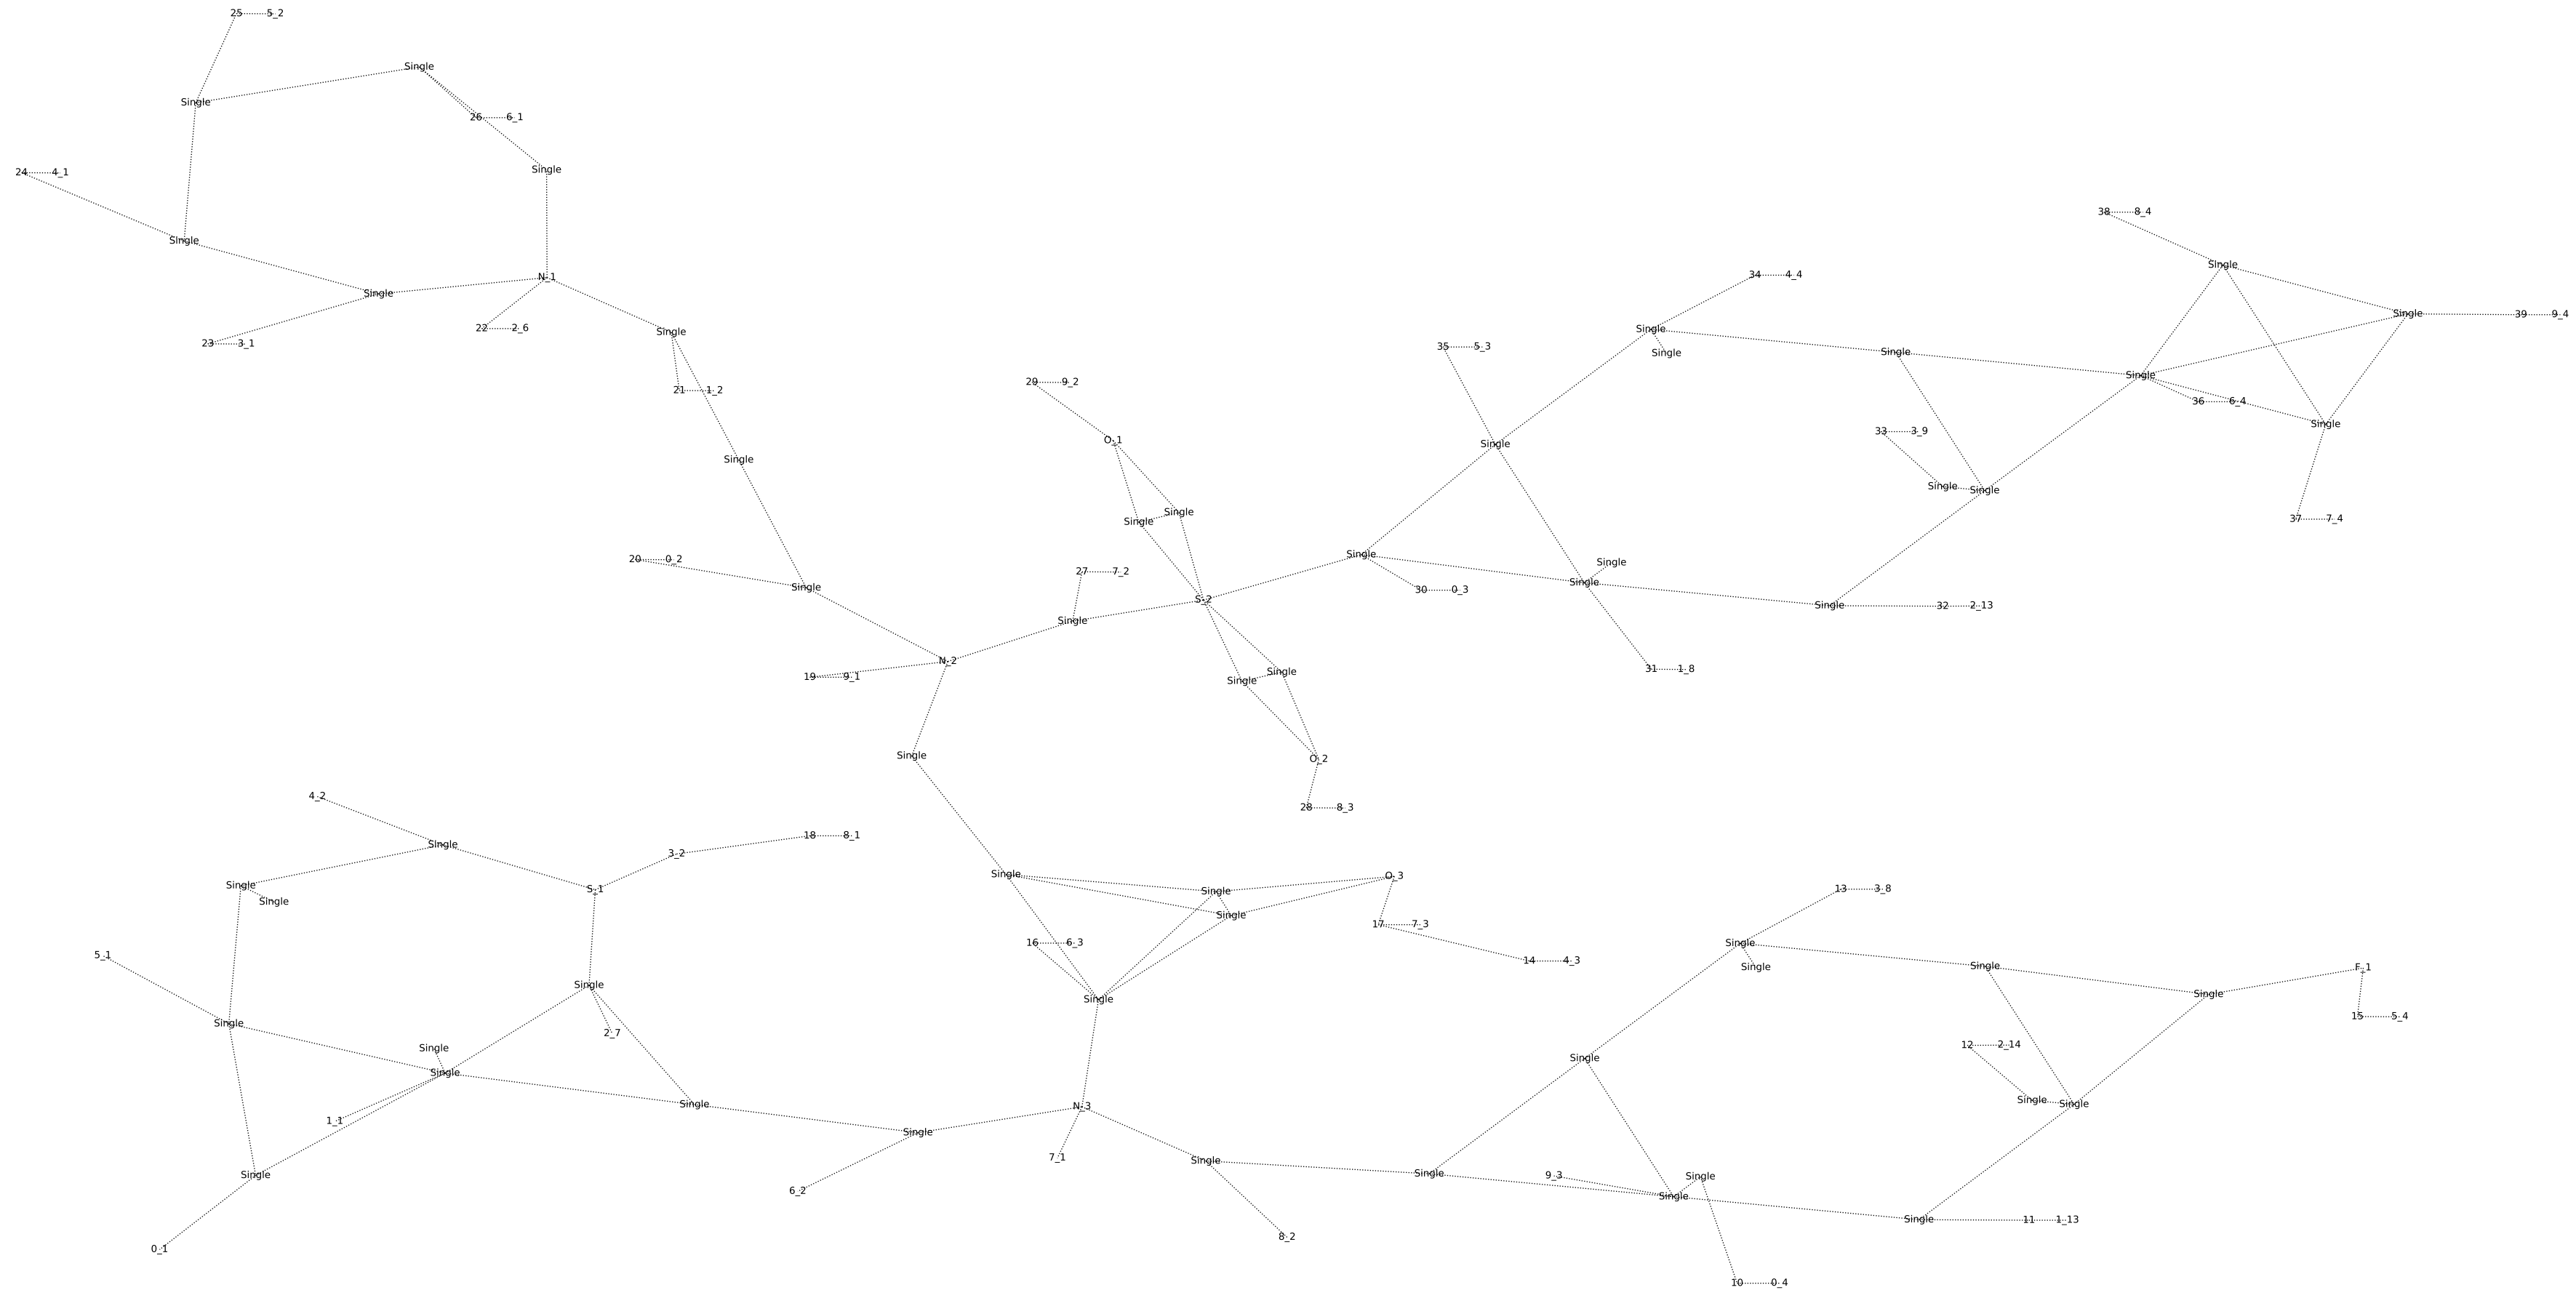 25 5_2
Single
Single
26 6_1
Single
24 4_1
38 8_4
Single
Single
34 4_4
N_1
Single
Single
39 9_4
22 2_6
Single
Single
23 3_1
35 5_3
Single
Single
Single
29 9_2
21 1_2
36 6_4
Single
33 3_9
O_1
Single
Single
Single
Single
Single
Single
37 7_4
Single
Single
20 0_2
Single
27 7_2
Single
Single
30 0_3
S_2
Single
32 2_13
Single
N_2
31 1_8
Single
19 9_1
Single
Single
O_2
4_2
28 8_3
18 8_1
Single
3_2
Single
O_3
Single
S_1
Single
13 3_8
Single
Single
17 7_3
16 6_3
Single
5_1
14 4_3
Single
Single
F_1
Single
Single
Single
15 5_4
Single
2_7
Single
12 2_14
Single
Single
Single
Single
Single
N_3
1_1
Single
7_1
Single
Single
Single
9_3
Single
6_2
Single
Single
11 1_13
8_2
0_1
10 0_4